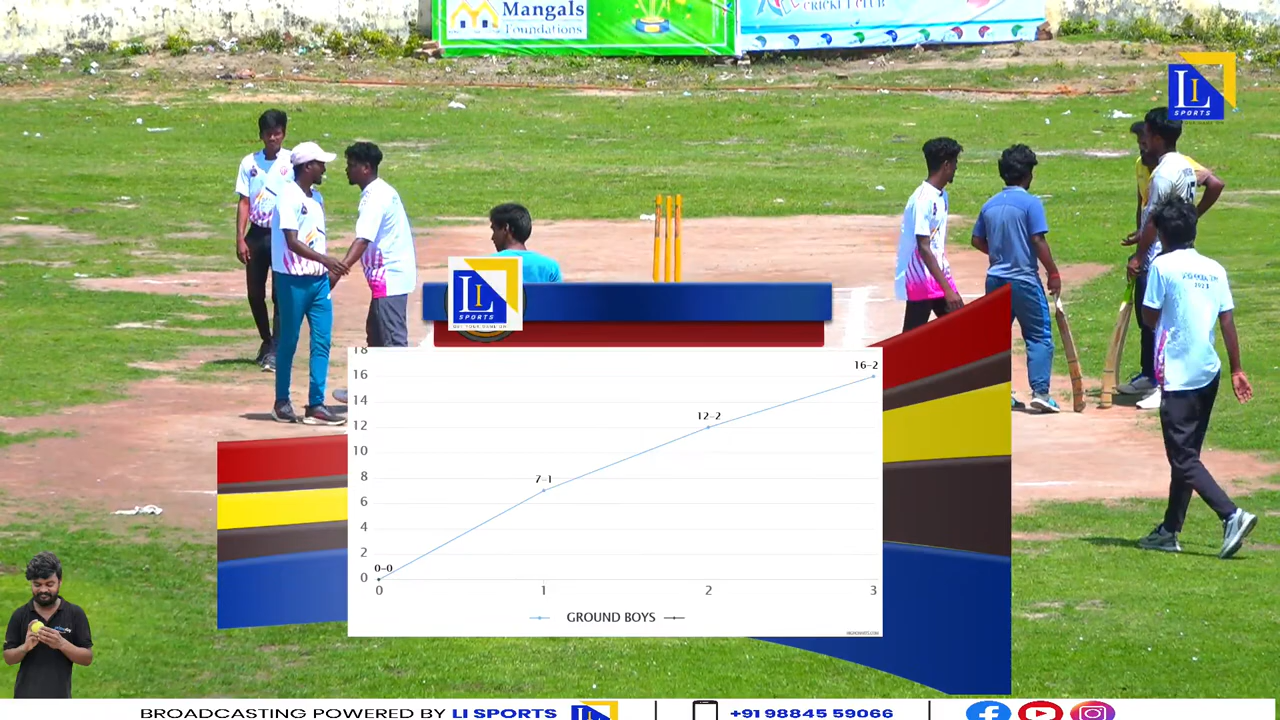 Mangals
Foundations
CRICKET CLUB
LI
SPORTS
LI
SPORTS
18
16
14
12
10
8
6
4
2
0
0-0
7-1
12-2
16-2
0 1 2 3
GROUND BOYS
BROADCASTING POWERED BY LI SPORTS
+91 98845 59066